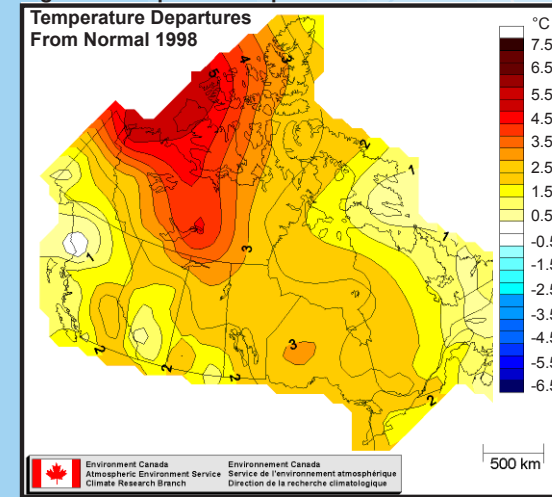 Temperature Departures
From Normal 1998
°C
7.5
6.5
5.5
4.5
3.5
2.5
1.5
0.5
-0.5
-1.5
-2.5
-3.5
-4.5
-5.5
-6.5
5
4
3
2
1
1
1
3
3
2
2
2
2
500 km
Environment Canada
Atmospheric Environment Service
Climate Research Branch
Environnement Canada
Service de l'environnement atmosphérique
Direction de la recherche climatologique